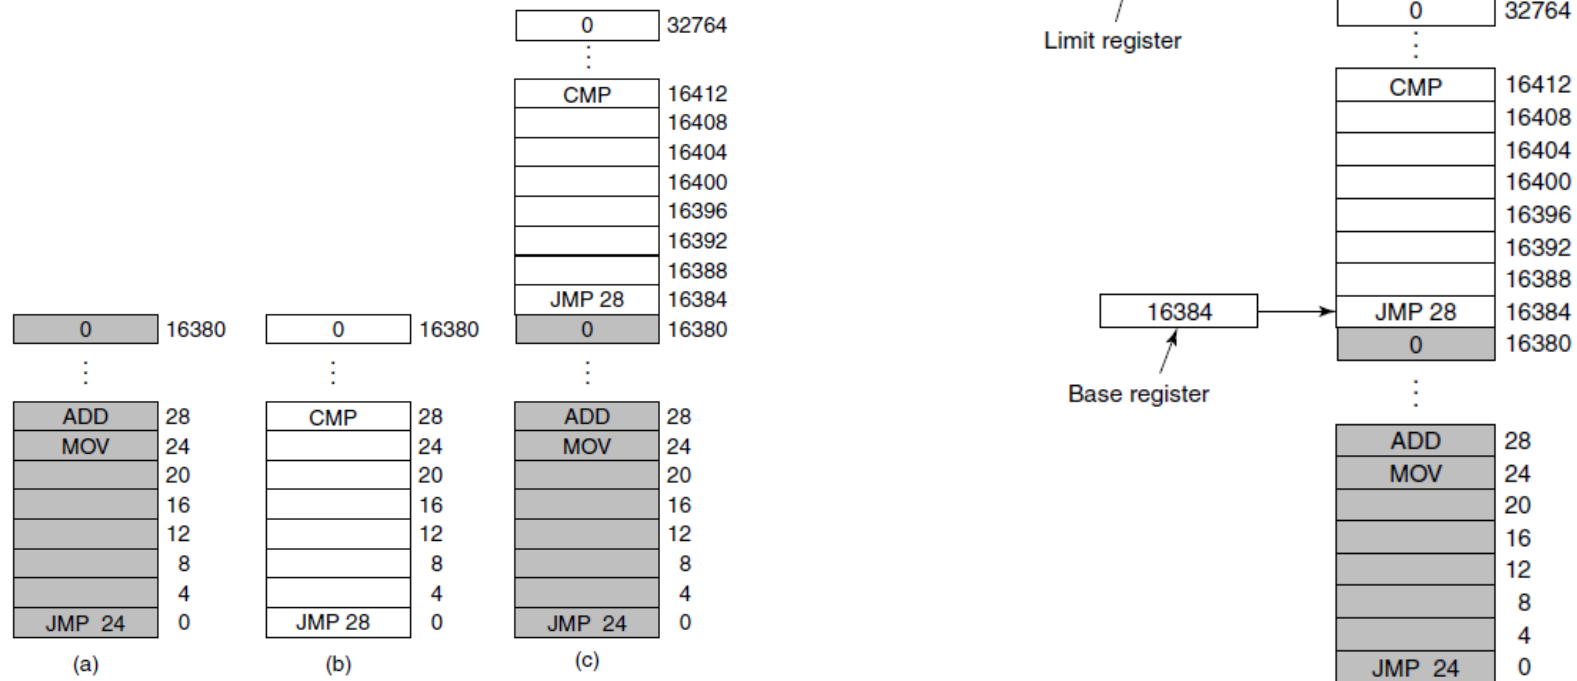 0 32764
⋮
CMP 16412
16408
16404
16400
16396
16392
16388
JMP 28 16384
0 16380 0 16380 0 16380
⋮ ⋮ ⋮
ADD 28 CMP 28 ADD 28
MOV 24 24 MOV 24
20 20 20
16 16 16
12 12 12
8 8 8
4 4 4
JMP 24 0 JMP 28 0 JMP 24 0
(a) (b) (c)
0 32764
Limit register
⋮
CMP 16412
16408
16404
16400
16396
16392
16388
16384 JMP 28 16384
0 16380
Base register
⋮
ADD 28
MOV 24
20
16
12
8
4
JMP 24 0